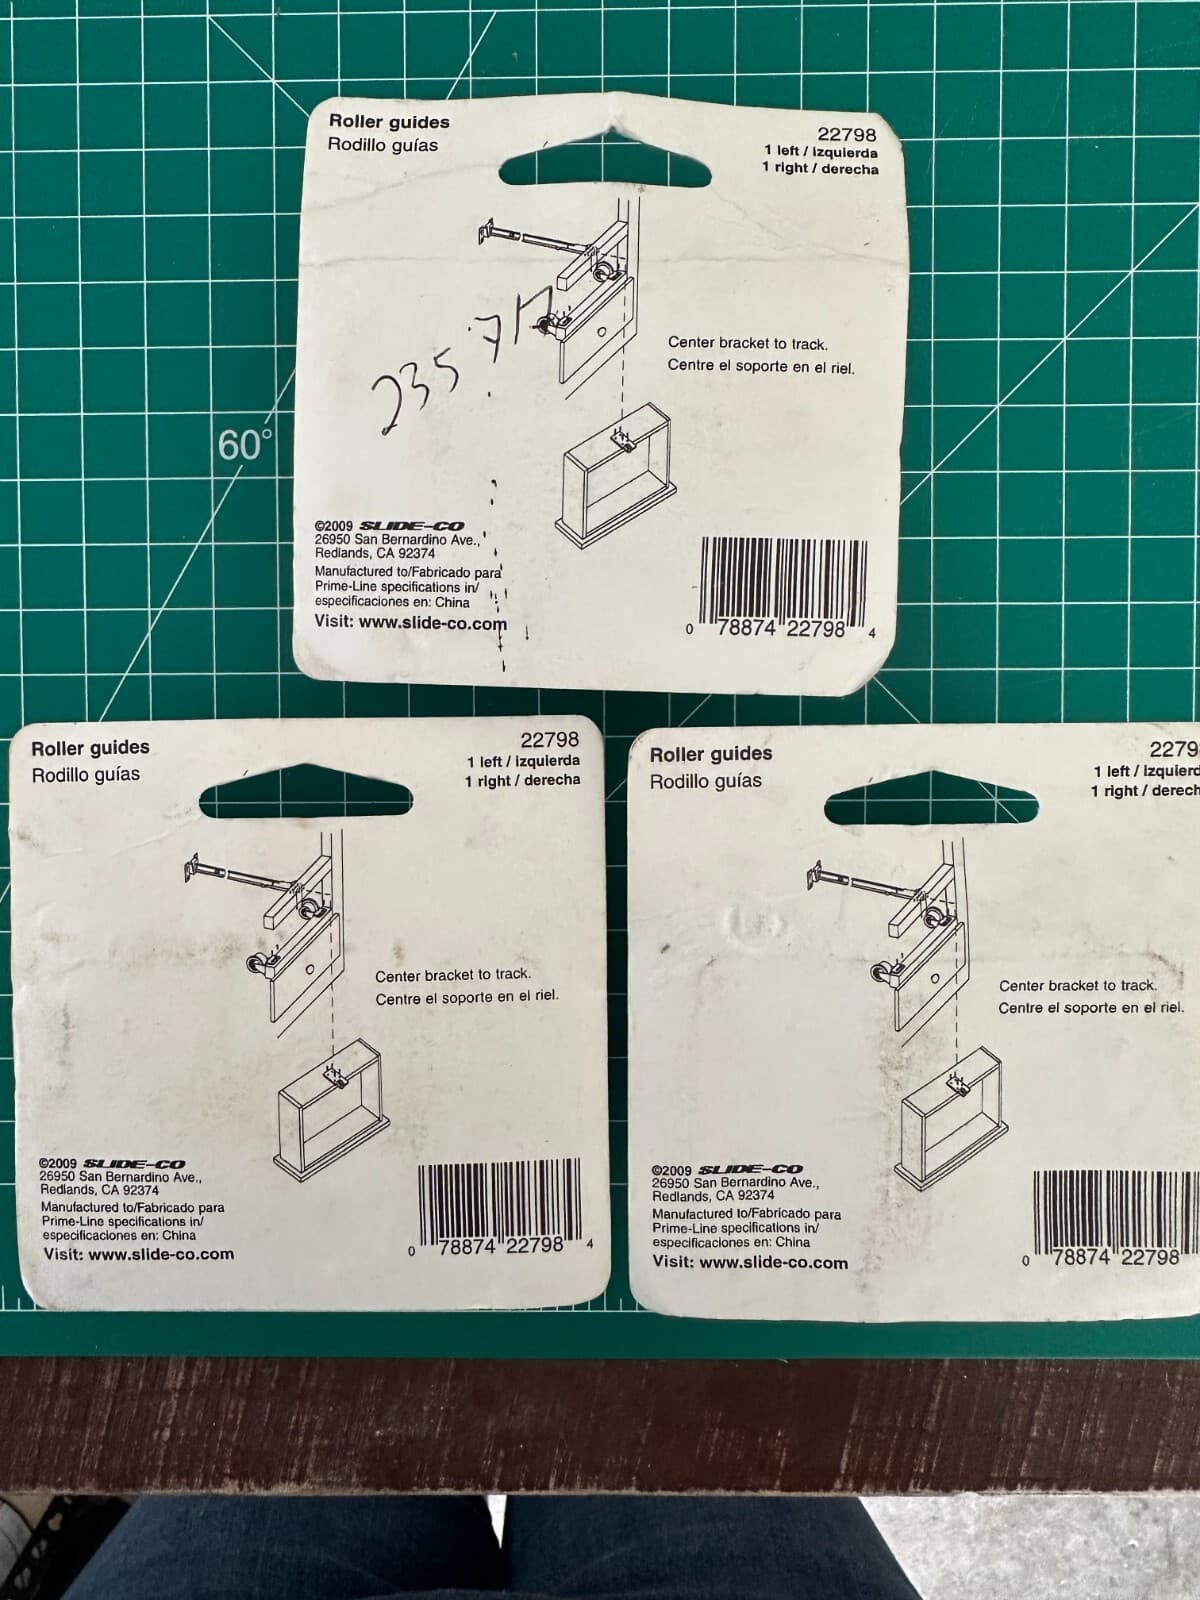 Roller guides
Rodillo guías
22798
1 left / izquierda
1 right / derecha
235.717
Center bracket to track.
Centre el soporte en el riel.
60°
©2009 SLIDE-CO
26950 San Bernardino Ave.,
Redlands, CA 92374
Manufactured to/Fabricado para
Prime-Line specifications in/
especificaciones en: China
Visit: www.slide-co.com
0 78874 22798 4
Roller guides
Rodillo guías
22798
1 left / izquierda
1 right / derecha
Center bracket to track.
Centre el soporte en el riel.
©2009 SLIDE-CO
26950 San Bernardino Ave.,
Redlands, CA 92374
Manufactured to/Fabricado para
Prime-Line specifications in/
especificaciones en: China
Visit: www.slide-co.com
0 78874 22798 4
Roller guides
Rodillo guías
2279
1 left / izquierd
1 right / derech
Center bracket to track.
Centre el soporte en el riel.
©2009 SLIDE-CO
26950 San Bernardino Ave.,
Redlands, CA 92374
Manufactured to/Fabricado para
Prime-Line specifications in/
especificaciones en: China
Visit: www.slide-co.com
0 78874 22798